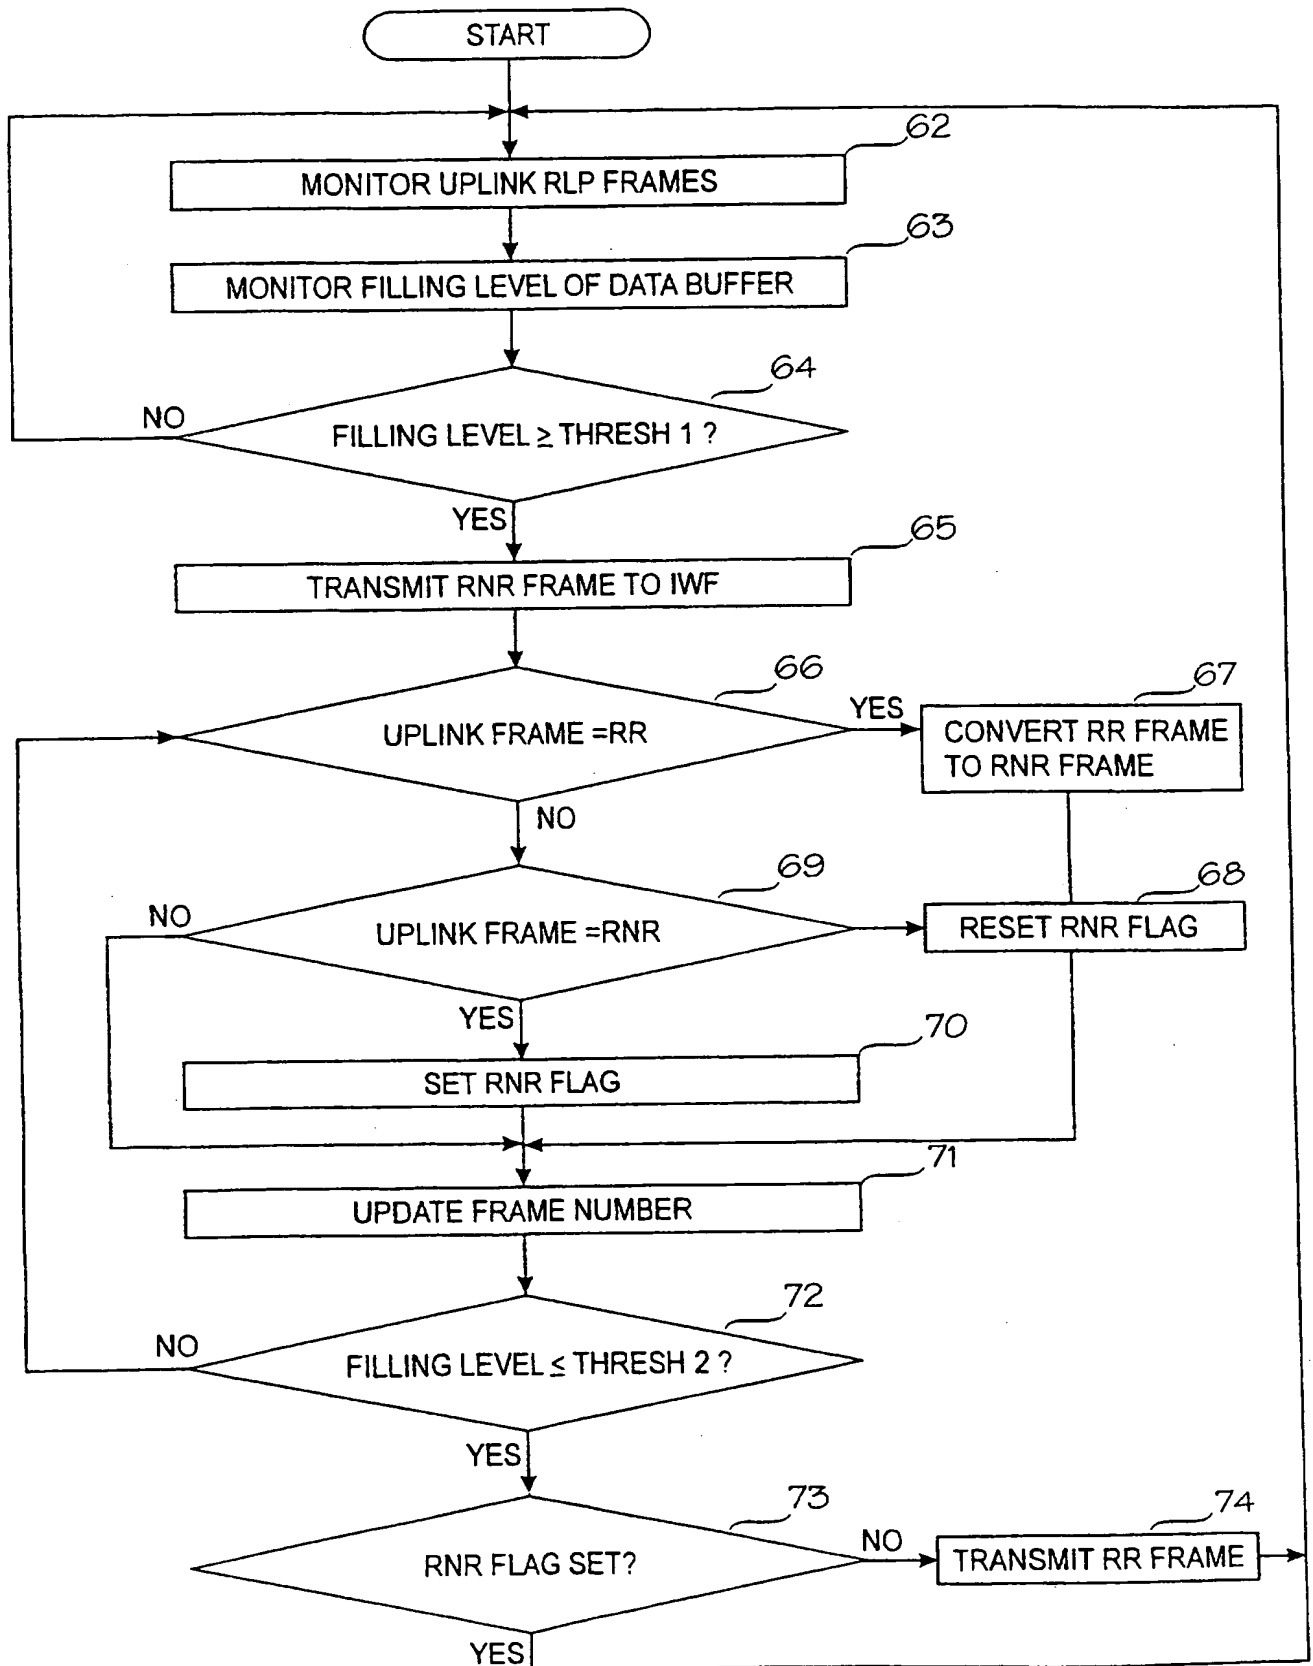 START
62
MONITOR UPLINK RLP FRAMES
63
MONITOR FILLING LEVEL OF DATA BUFFER
64
NO
FILLING LEVEL ≥ THRESH 1 ?
YES
65
TRANSMIT RNR FRAME TO IWF
66
UPLINK FRAME =RR
YES
67
CONVERT RR FRAME
TO RNR FRAME
NO
69
NO
UPLINK FRAME =RNR
68
RESET RNR FLAG
YES
70
SET RNR FLAG
71
UPDATE FRAME NUMBER
72
NO
FILLING LEVEL ≤ THRESH 2 ?
YES
73
RNR FLAG SET?
NO
74
TRANSMIT RR FRAME
YES